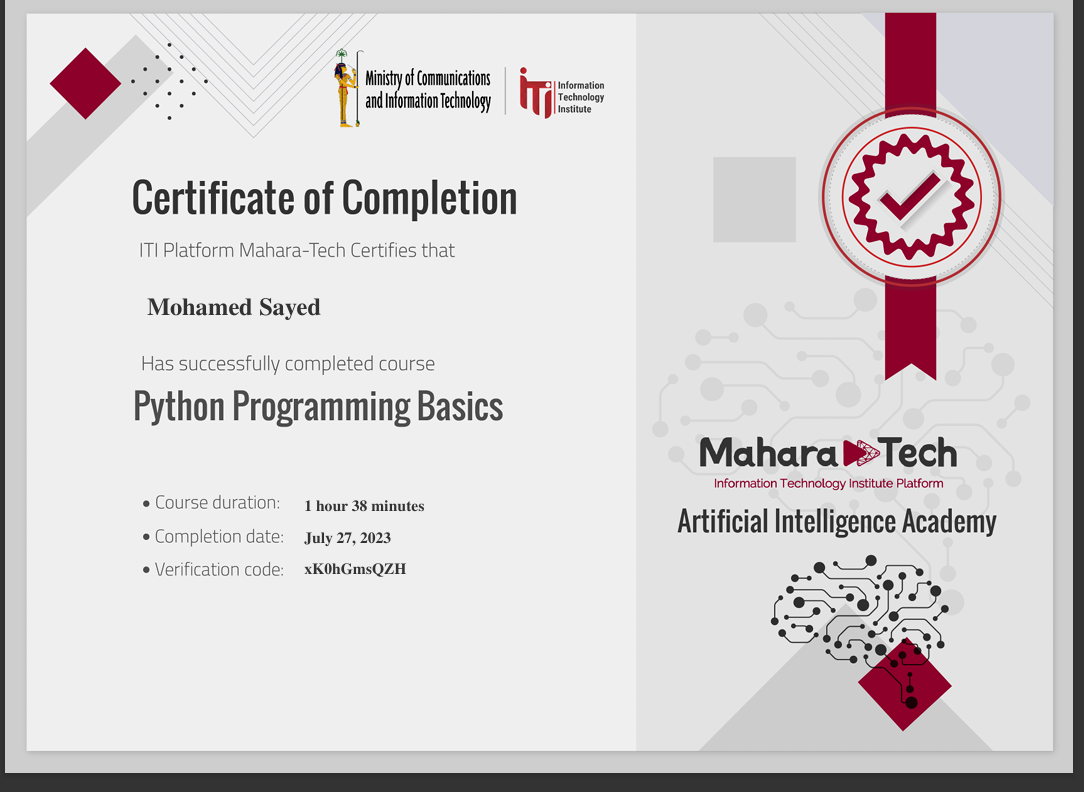 Ministry of Communications
and Information Technology
iTi
Information
Technology
Institute
Certificate of Completion
ITI Platform Mahara-Tech Certifies that
Mohamed Sayed
Has successfully completed course
Python Programming Basics
• Course duration: 1 hour 38 minutes
• Completion date: July 27, 2023
• Verification code: xK0hGmsQZH
Mahara Tech
Information Technology Institute Platform
Artificial Intelligence Academy